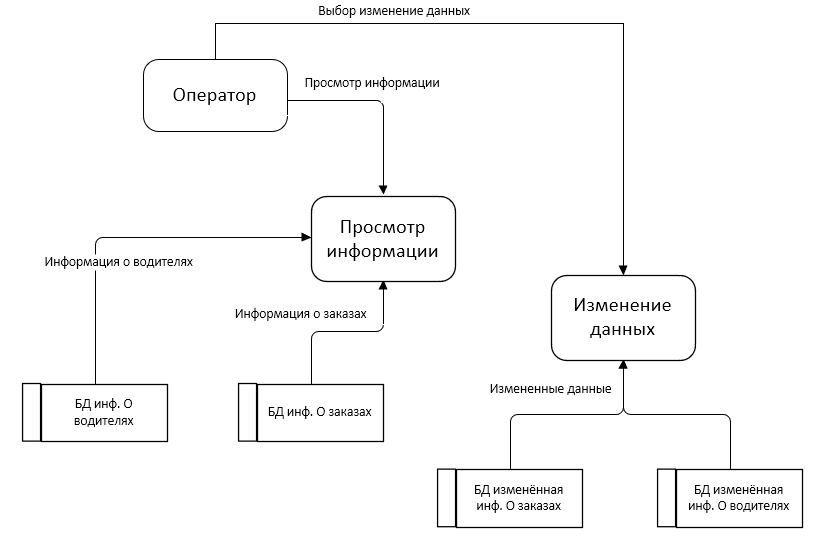 Выбор изменение данных
Оператор
Просмотр информации
Просмотр
информации
Информация о водителях
Информация о заказах
Изменение
данных
Измененные данные
БД инф. О
водителях
БД инф. О заказах
БД изменённая
инф. О заказах
БД изменённая
инф. О водителях